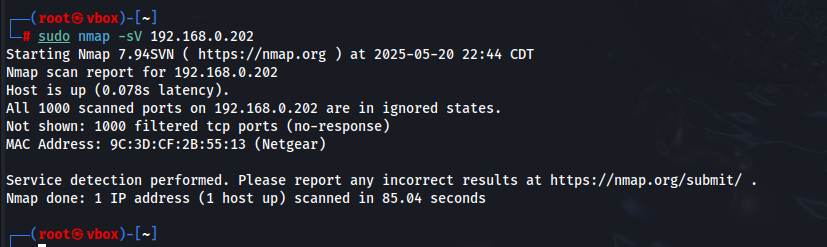 ┌──(root㉿vbox)-[~]
└─# sudo nmap -sV 192.168.0.202
Starting Nmap 7.94SVN ( https://nmap.org ) at 2025-05-20 22:44 CDT
Nmap scan report for 192.168.0.202
Host is up (0.078s latency).
All 1000 scanned ports on 192.168.0.202 are in ignored states.
Not shown: 1000 filtered tcp ports (no-response)
MAC Address: 9C:3D:CF:2B:55:13 (Netgear)

Service detection performed. Please report any incorrect results at https://nmap.org/submit/ .
Nmap done: 1 IP address (1 host up) scanned in 85.04 seconds

┌──(root㉿vbox)-[~]